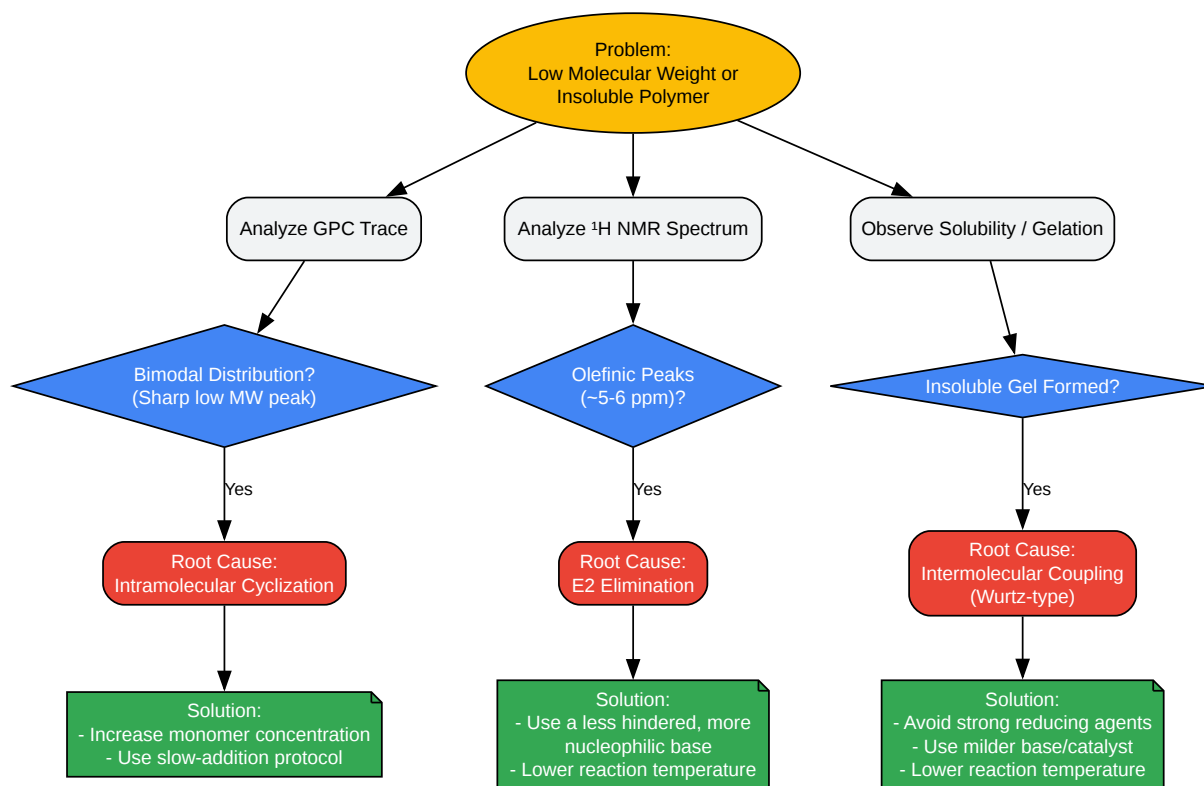 Problem:
Low Molecular Weight or
Insoluble Polymer
Analyze GPC Trace
Analyze ¹H NMR Spectrum
Observe Solubility / Gelation
Bimodal Distribution?
(Sharp low MW peak)
Olefinic Peaks
(~5-6 ppm)?
Insoluble Gel Formed?
Yes
Yes
Yes
Root Cause:
Intramolecular Cyclization
Root Cause:
E2 Elimination
Root Cause:
Intermolecular Coupling
(Wurtz-type)
Solution:
- Increase monomer concentration
- Use slow-addition protocol
Solution:
- Use a less hindered, more
nucleophilic base
- Lower reaction temperature
Solution:
- Avoid strong reducing agents
- Use milder base/catalyst
- Lower reaction temperature